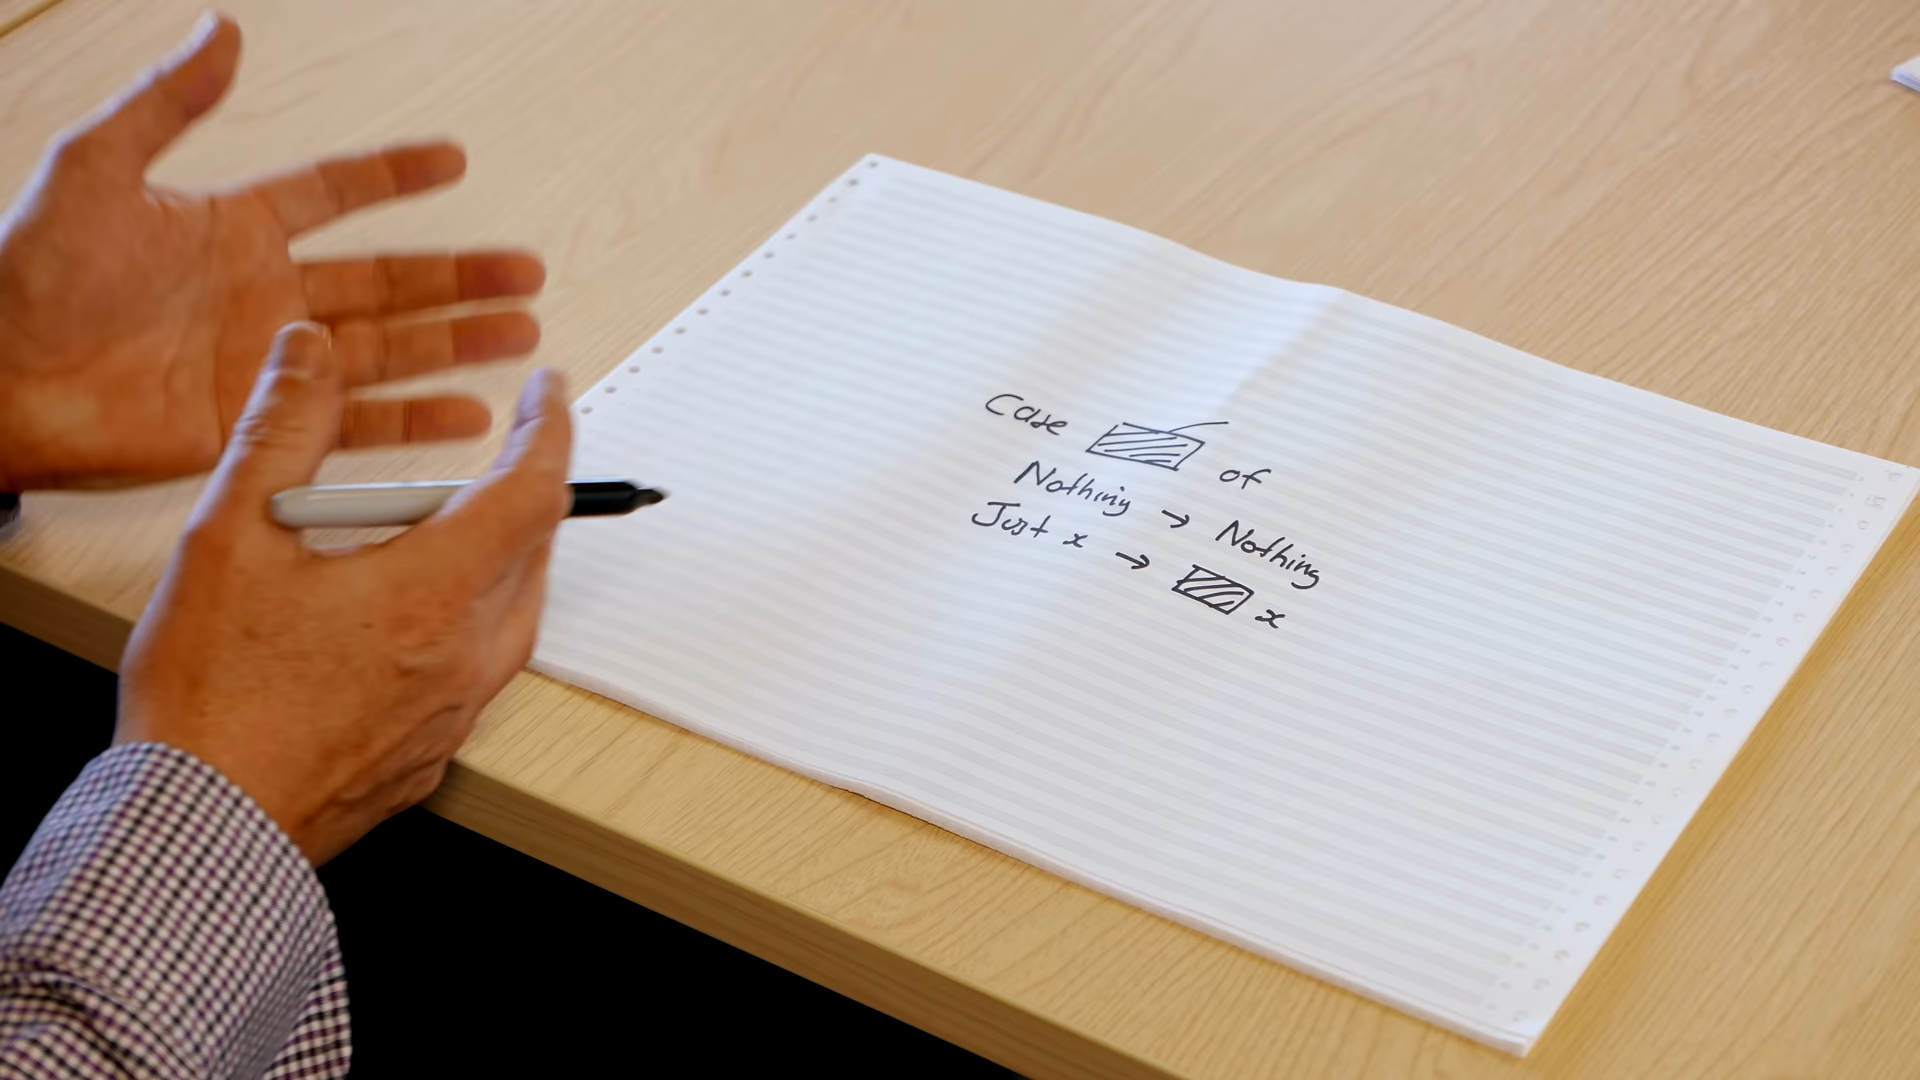 Case of
Nothing → Nothing
Just x → x